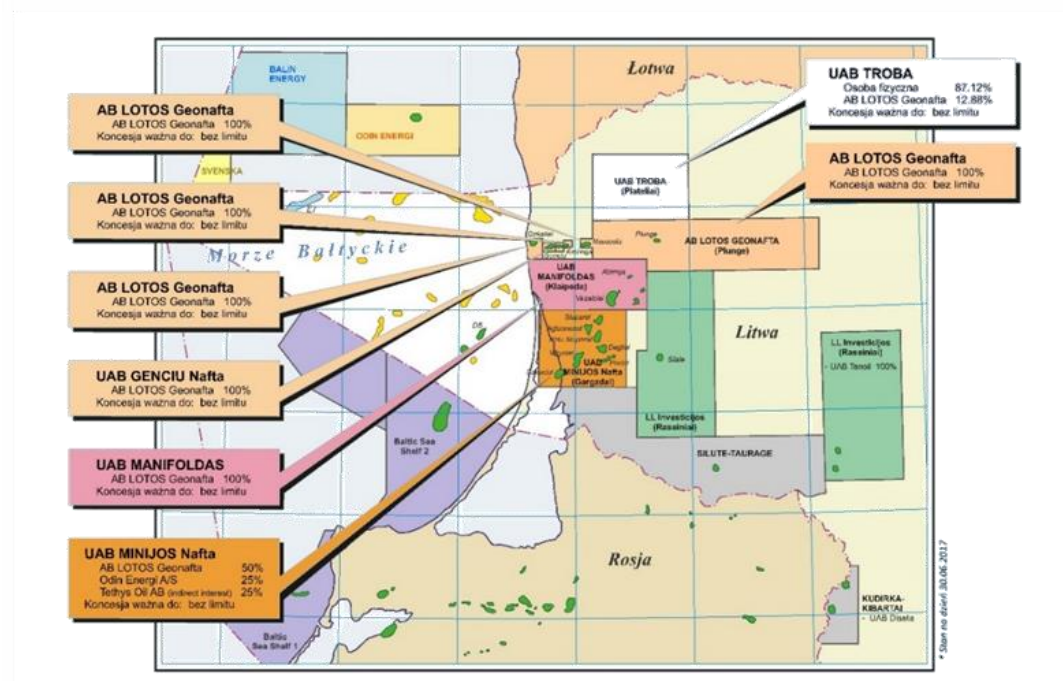 AB LOTOS Geonafta
AB LOTOS Geonafta 100%
Koncesja ważna do: bez limitu
AB LOTOS Geonafta
AB LOTOS Geonafta 100%
Koncesja ważna do: bez limitu
AB LOTOS Geonafta
AB LOTOS Geonafta 100%
Koncesja ważna do: bez limitu
UAB GENCIU Nafta
AB LOTOS Geonafta 100%
Koncesja ważna do: bez limitu
UAB MANIFOLDAS
AB LOTOS Geonafta 100%
Koncesja ważna do: bez limitu
UAB MINIJOS Nafta
AB LOTOS Geonafta 50%
Odin Energi A/S 25%
Tethys Oil AB (indirect interest) 25%
Koncesja ważna do: bez limitu
UAB TROBA
Osoba fizyczna 87.12%
AB LOTOS Geonafta 12.88%
Koncesja ważna do: bez limitu
AB LOTOS Geonafta
AB LOTOS Geonafta 100%
Koncesja ważna do: bez limitu
BALIN
ENERGY
ODIN ENERGI
SVENSKA
Morze Bałtyckie
Łotwa
UAB TROBA
(Plateliai)
Plunge
AB LOTOS GEONAFTA
(Plunge)
UAB
MANIFOLDAS
(Klaipeda)
Ablinga
Vezaiciai
Degliai
UAB
MINIJOS Nafta
(Gargzdai)
D5
Silale
Litwa
LL Investicijos
(Raseiniai)
LL Investicijos
(Raseiniai)
- UAB Tanoil 100%
SILUTE-TAURAGE
Baltic Sea
Shelf 2
Baltic
Sea Shelf 1
Rosja
KUDIRKA-
KIBARTAI
- UAB Diseta
* Stan na dzień 30.06.2017